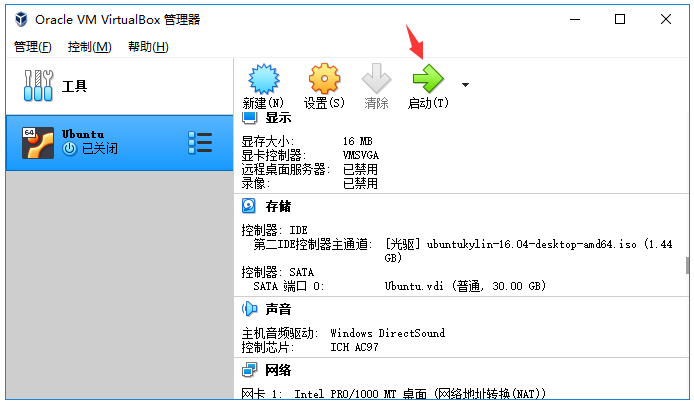 Oracle VM VirtualBox 管理器
管理(F) 控制(M) 帮助(H)
工具
新建(N) 设置(S) 清除 启动(T)
64
Ubuntu
已关闭
显示
显存大小: 16 MB
显卡控制器: VMSVGA
远程桌面服务器: 已禁用
录像: 已禁用
存储
控制器: IDE
第二IDE控制器主通道: [光驱] ubuntukylin-16.04-desktop-amd64.iso (1.44
GB)
控制器: SATA
SATA 端口 0: Ubuntu.vdi (普通, 30.00 GB)
声音
主机音频驱动: Windows DirectSound
控制芯片: ICH AC97
网络
网卡 1: Intel PRO/1000 MT 桌面 (网络地址转换(NAT))